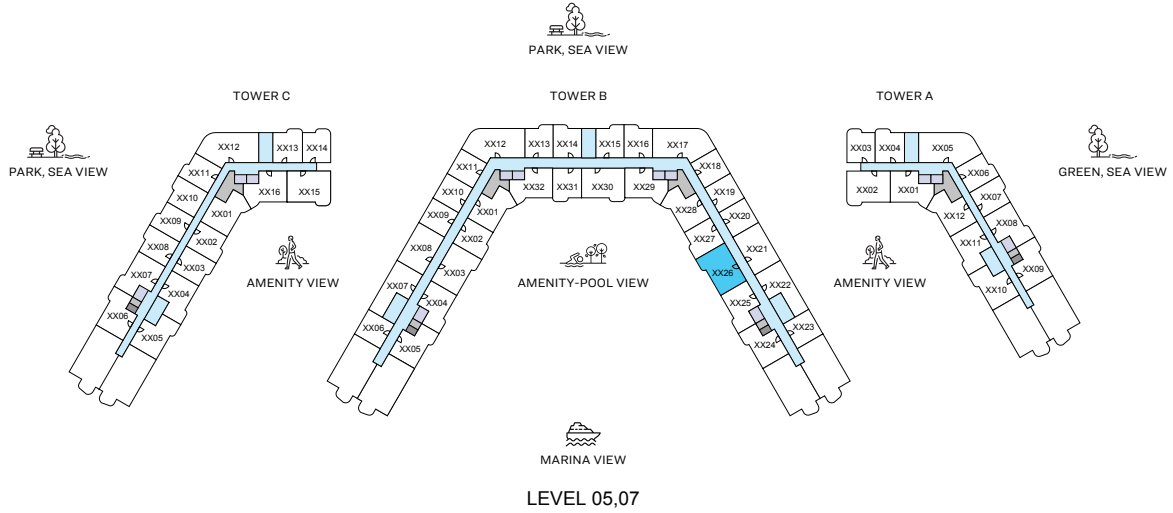 PARK, SEA VIEW
TOWER C
TOWER B
TOWER A
PARK, SEA VIEW
GREEN, SEA VIEW
XX12
XX13
XX14
XX11
XX16
XX15
XX10
XX01
XX09
XX02
XX08
XX03
XX07
XX04
XX06
XX05
XX12
XX13
XX14
XX15
XX16
XX17
XX11
XX32
XX31
XX30
XX29
XX18
XX10
XX01
XX28
XX19
XX09
XX02
XX27
XX20
XX08
XX03
XX26
XX21
XX07
XX04
XX25
XX22
XX06
XX05
XX24
XX23
XX03
XX04
XX05
XX02
XX01
XX06
XX12
XX07
XX11
XX08
XX10
XX09
AMENITY VIEW
AMENITY-POOL VIEW
AMENITY VIEW
MARINA VIEW
LEVEL 05,07